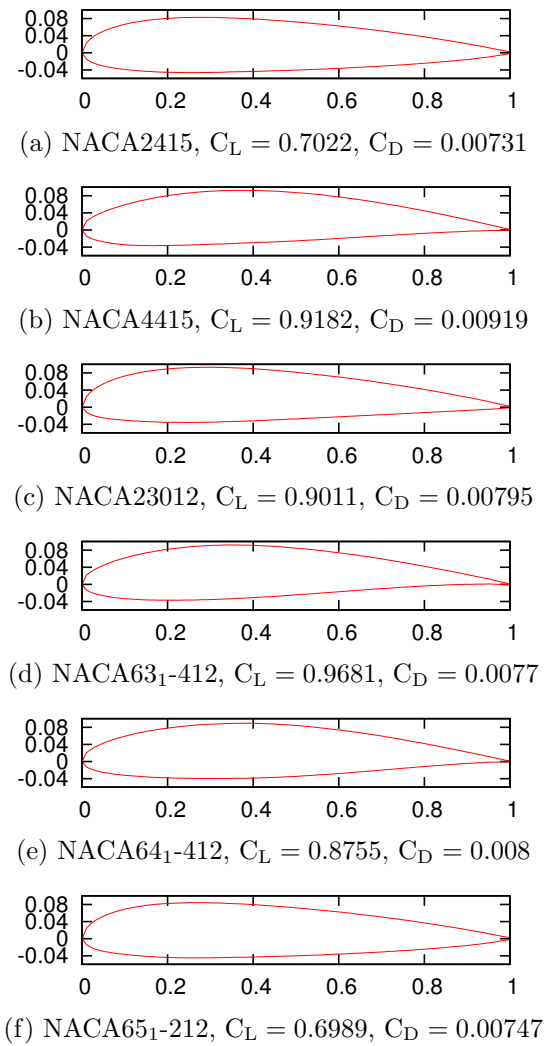 0.08
0.04
0
-0.04
0 0.2 0.4 0.6 0.8 1
(a) NACA2415, C_L = 0.7022, C_D = 0.00731
0.08
0.04
0
-0.04
0 0.2 0.4 0.6 0.8 1
(b) NACA4415, C_L = 0.9182, C_D = 0.00919
0.08
0.04
0
-0.04
0 0.2 0.4 0.6 0.8 1
(c) NACA23012, C_L = 0.9011, C_D = 0.00795
0.08
0.04
0
-0.04
0 0.2 0.4 0.6 0.8 1
(d) NACA63₁-412, C_L = 0.9681, C_D = 0.0077
0.08
0.04
0
-0.04
0 0.2 0.4 0.6 0.8 1
(e) NACA64₁-412, C_L = 0.8755, C_D = 0.008
0.08
0.04
0
-0.04
0 0.2 0.4 0.6 0.8 1
(f) NACA65₁-212, C_L = 0.6989, C_D = 0.00747